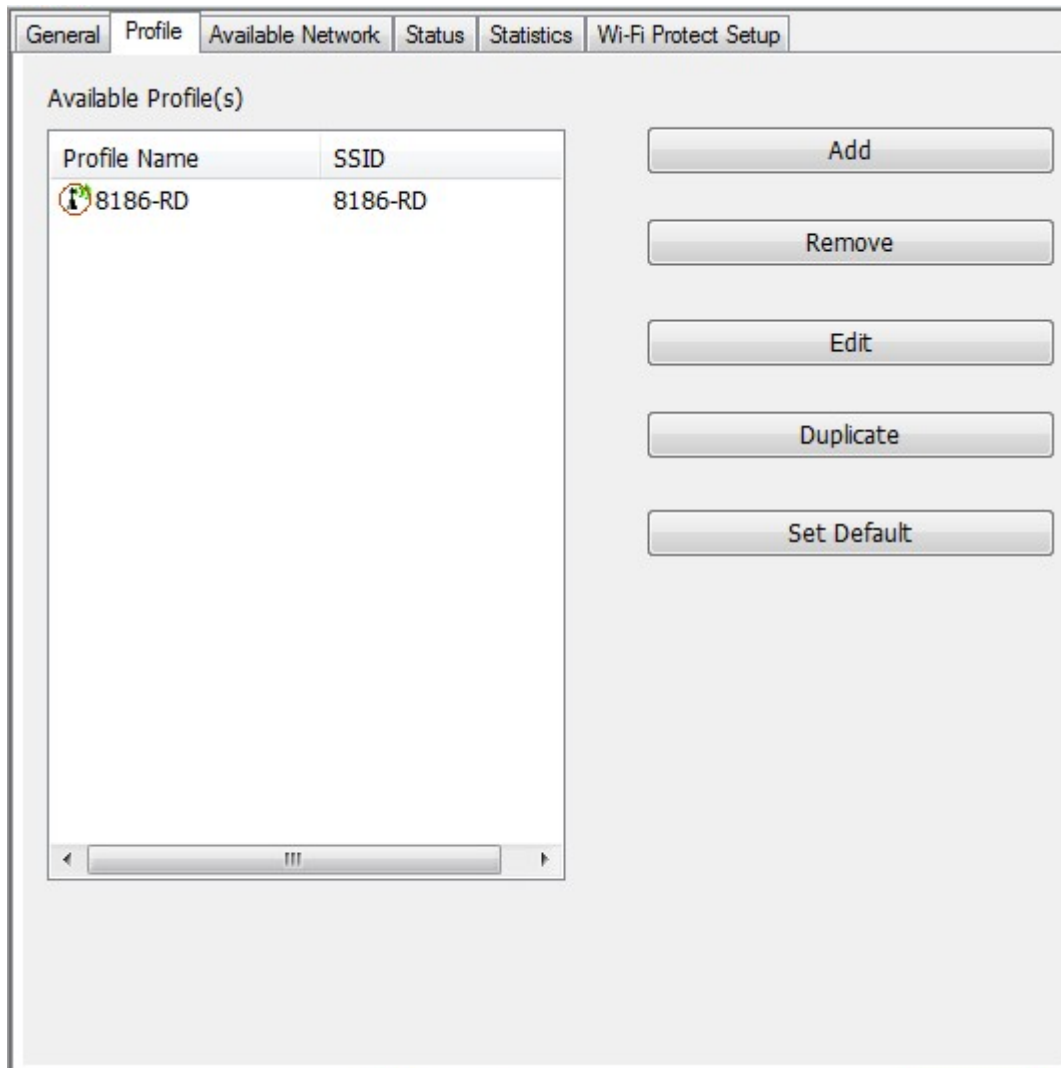 General Profile Available Network Status Statistics Wi-Fi Protect Setup
Available Profile(s)
Profile Name SSID
8186-RD 8186-RD
Add
Remove
Edit
Duplicate
Set Default